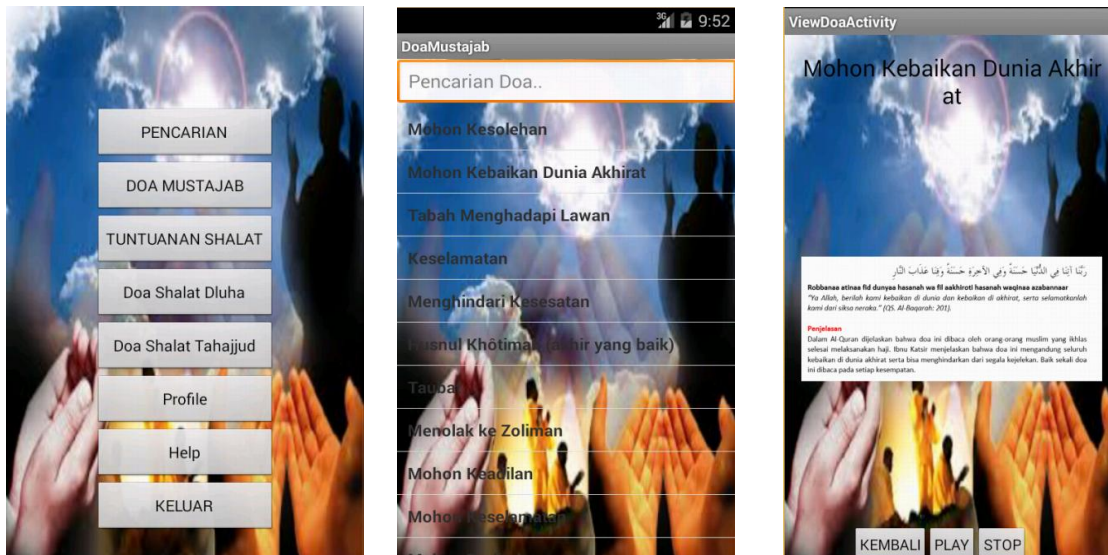 PENCARIAN
DOA MUSTAJAB
TUNTUANAN SHALAT
Doa Shalat Dluha
Doa Shalat Tahajjud
Profile
Help
KELUAR
3G 9:52
DoaMustajab
Pencarian Doa..
Mohon Kesolehan
Mohon Kebaikan Dunia Akhirat
Tabah Menghadapi Lawan
Keselamatan
Menghindari Kesesatan
Husnul Khôtimah (akhir yang baik)
Taubat
Menolak ke Zoliman
Mohon Keadilan
Mohon Keselamatan
ViewDoaActivity
Mohon Kebaikan Dunia Akhir
at
رَبَّنَا آتِنَا فِي الدُّنْيَا حَسَنَةً وَفِي الآخِرَةِ حَسَنَةً وَقِنَا عَذَابَ النَّارِ
Robbanaa atinaa fid dunyaa hasanah wa fil aakhiroti hasanah waqinaa azabannaar
"Ya Allah, berilah kami kebaikan di dunia dan kebaikan di akhirat, serta selamatkanlah
kami dari siksa neraka." (QS. Al-Baqarah: 201).
Penjelasan
Dalam Al-Quran dijelaskan bahwa doa ini dibaca oleh orang-orang muslim yang ikhlas
selesai melaksanakan haji. Ibnu Katsir menjelaskan bahwa doa ini mengandung seluruh
kebaikan di dunia akhirat serta bisa menghindarkan dari segala kejelekan. Baik sekali doa
ini dibaca pada setiap kesempatan.
KEMBALI PLAY STOP